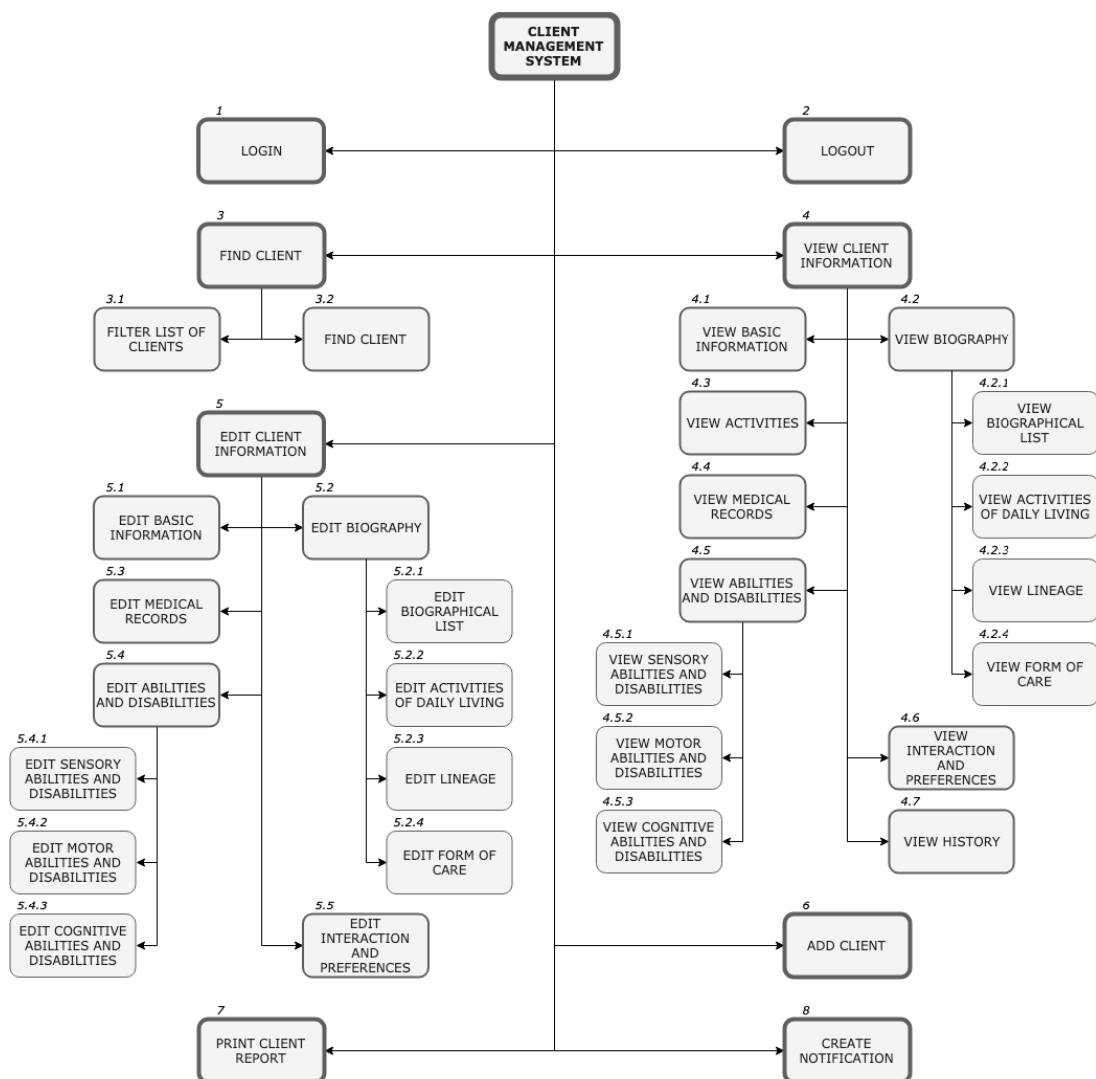 CLIENT
MANAGEMENT
SYSTEM
1
LOGIN
2
LOGOUT
3
FIND CLIENT
4
VIEW CLIENT
INFORMATION
3.1
FILTER LIST OF
CLIENTS
3.2
FIND CLIENT
4.1
VIEW BASIC
INFORMATION
4.2
VIEW BIOGRAPHY
4.3
VIEW ACTIVITIES
4.2.1
VIEW
BIOGRAPHICAL
LIST
4.4
VIEW MEDICAL
RECORDS
4.2.2
VIEW ACTIVITIES
OF DAILY LIVING
4.5
VIEW ABILITIES
AND DISABILITIES
4.2.3
VIEW LINEAGE
4.5.1
VIEW SENSORY
ABILITIES AND
DISABILITIES
4.2.4
VIEW FORM OF
CARE
4.5.2
VIEW MOTOR
ABILITIES AND
DISABILITIES
4.6
VIEW
INTERACTION
AND
PREFERENCES
4.5.3
VIEW COGNITIVE
ABILITIES AND
DISABILITIES
4.7
VIEW HISTORY
5
EDIT CLIENT
INFORMATION
5.1
EDIT BASIC
INFORMATION
5.2
EDIT BIOGRAPHY
5.3
EDIT MEDICAL
RECORDS
5.2.1
EDIT
BIOGRAPHICAL
LIST
5.4
EDIT ABILITIES
AND DISABILITIES
5.2.2
EDIT ACTIVITIES
OF DAILY LIVING
5.4.1
EDIT SENSORY
ABILITIES AND
DISABILITIES
5.2.3
EDIT LINEAGE
5.4.2
EDIT MOTOR
ABILITIES AND
DISABILITIES
5.2.4
EDIT FORM OF
CARE
5.4.3
EDIT COGNITIVE
ABILITIES AND
DISABILITIES
5.5
EDIT
INTERACTION
AND
PREFERENCES
6
ADD CLIENT
7
PRINT CLIENT
REPORT
8
CREATE
NOTIFICATION